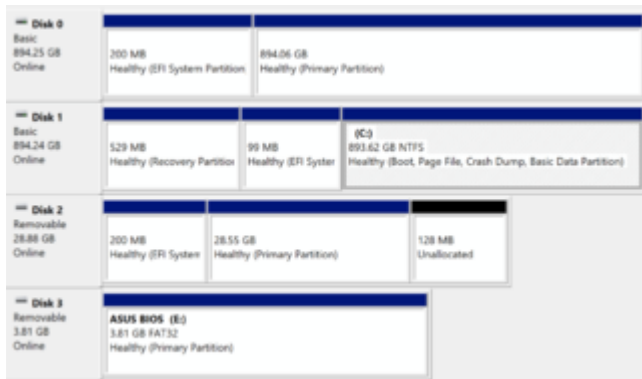 Disk 0
Basic
894.25 GB
Online
200 MB
Healthy (EFI System Partition
894.06 GB
Healthy (Primary Partition)
Disk 1
Basic
894.24 GB
Online
529 MB
Healthy (Recovery Partitior
99 MB
Healthy (EFI Syster
(C:)
893.62 GB NTFS
Healthy (Boot, Page File, Crash Dump, Basic Data Partition)
Disk 2
Removable
28.88 GB
Online
200 MB
Healthy (EFI System
28.55 GB
Healthy (Primary Partition)
128 MB
Unallocated
Disk 3
Removable
3.81 GB
Online
ASUS BIOS (E:)
3.81 GB FAT32
Healthy (Primary Partition)